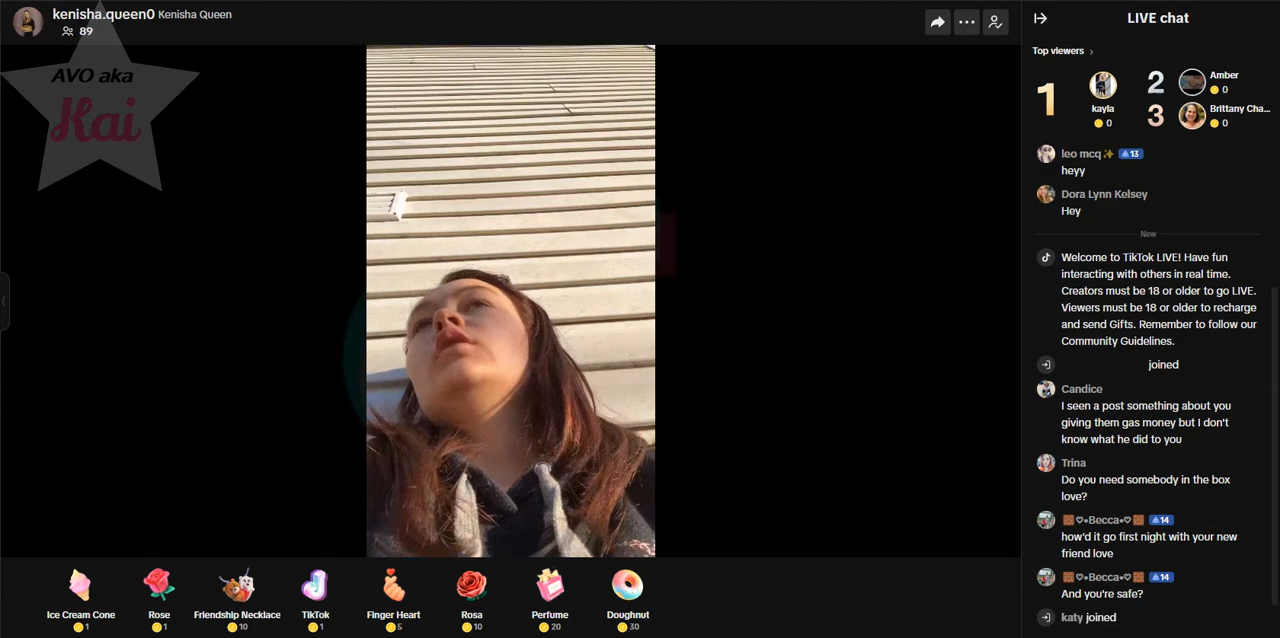 kenisha.queen0 Kenisha Queen
89
AVO aka
Kai
LIVE chat
Top viewers
1
kayla
0
2
Amber
0
3
Brittany Cha...
0
leo mcq✨ 13
heyy
Dora Lynn Kelsey
Hey
New
Welcome to TikTok LIVE! Have fun
interacting with others in real time.
Creators must be 18 or older to go LIVE.
Viewers must be 18 or older to recharge
and send Gifts. Remember to follow our
Community Guidelines.
joined
Candice
I seen a post something about you
giving them gas money but I don't
know what he did to you
Trina
Do you need somebody in the box
love?
🧱♡•Becca•♡🧱 14
how'd it go first night with your new
friend love
🧱♡•Becca•♡🧱 14
And you're safe?
katy joined
Ice Cream Cone
1
Rose
1
Friendship Necklace
10
TikTok
1
Finger Heart
5
Rosa
10
Perfume
20
Doughnut
30